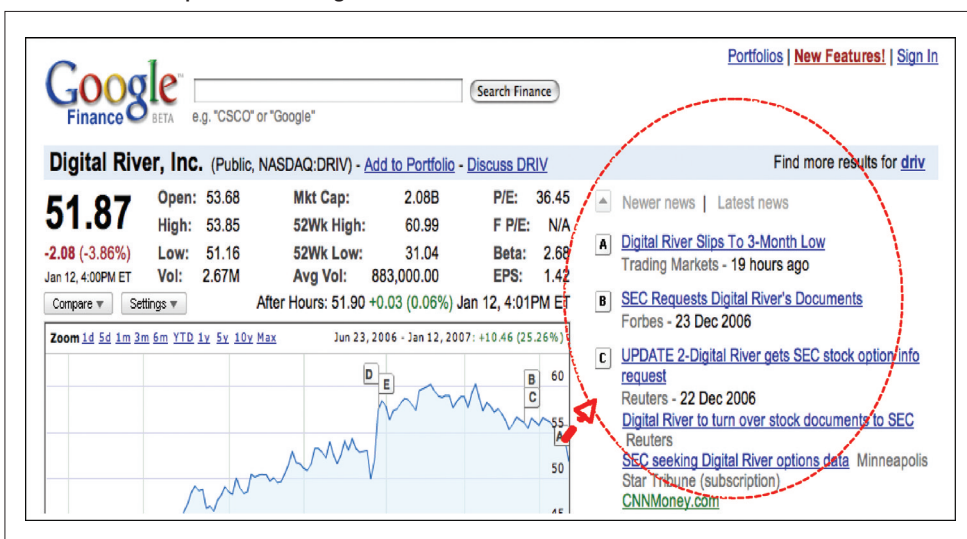 Portfolios | New Features! | Sign In
Google
Finance BETA
Search Finance
e.g. "CSCO" or "Google"
Digital River, Inc. (Public, NASDAQ:DRIV) - Add to Portfolio - Discuss DRIV
Find more results for driv
51.87
-2.08 (-3.86%)
Jan 12, 4:00PM ET
Open: 53.68 Mkt Cap: 2.08B P/E: 36.45
High: 53.85 52Wk High: 60.99 F P/E: N/A
Low: 51.16 52Wk Low: 31.04 Beta: 2.68
Vol: 2.67M Avg Vol: 883,000.00 EPS: 1.42
Compare Settings
After Hours: 51.90 +0.03 (0.06%) Jan 12, 4:01PM ET
Zoom 1d 5d 1m 3m 6m YTD 1y 5y 10y Max
Jun 23, 2006 - Jan 12, 2007: +10.46 (25.26%)
D
E
B
C
A
60
55
50
45
Newer news | Latest news
A Digital River Slips To 3-Month Low
Trading Markets - 19 hours ago
B SEC Requests Digital River's Documents
Forbes - 23 Dec 2006
C UPDATE 2-Digital River gets SEC stock option info
request
Reuters - 22 Dec 2006
Digital River to turn over stock documents to SEC
Reuters
SEC seeking Digital River options data Minneapolis
Star Tribune (subscription)
CNNMoney.com